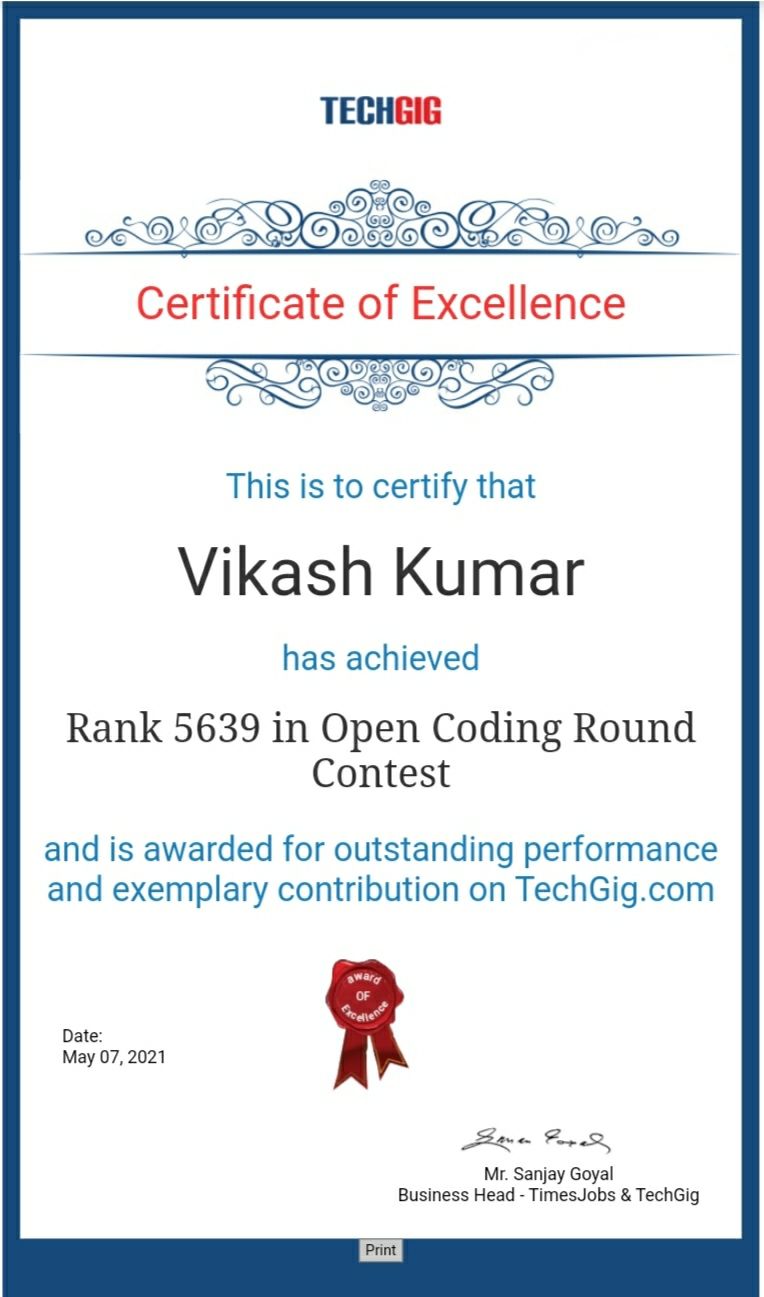 TECHGIG
Certificate of Excellence
This is to certify that
Vikash Kumar
has achieved
Rank 5639 in Open Coding Round
Contest
and is awarded for outstanding performance
and exemplary contribution on TechGig.com
award
OF
Excellence
Date:
May 07, 2021
Mr. Sanjay Goyal
Business Head - TimesJobs & TechGig
Print